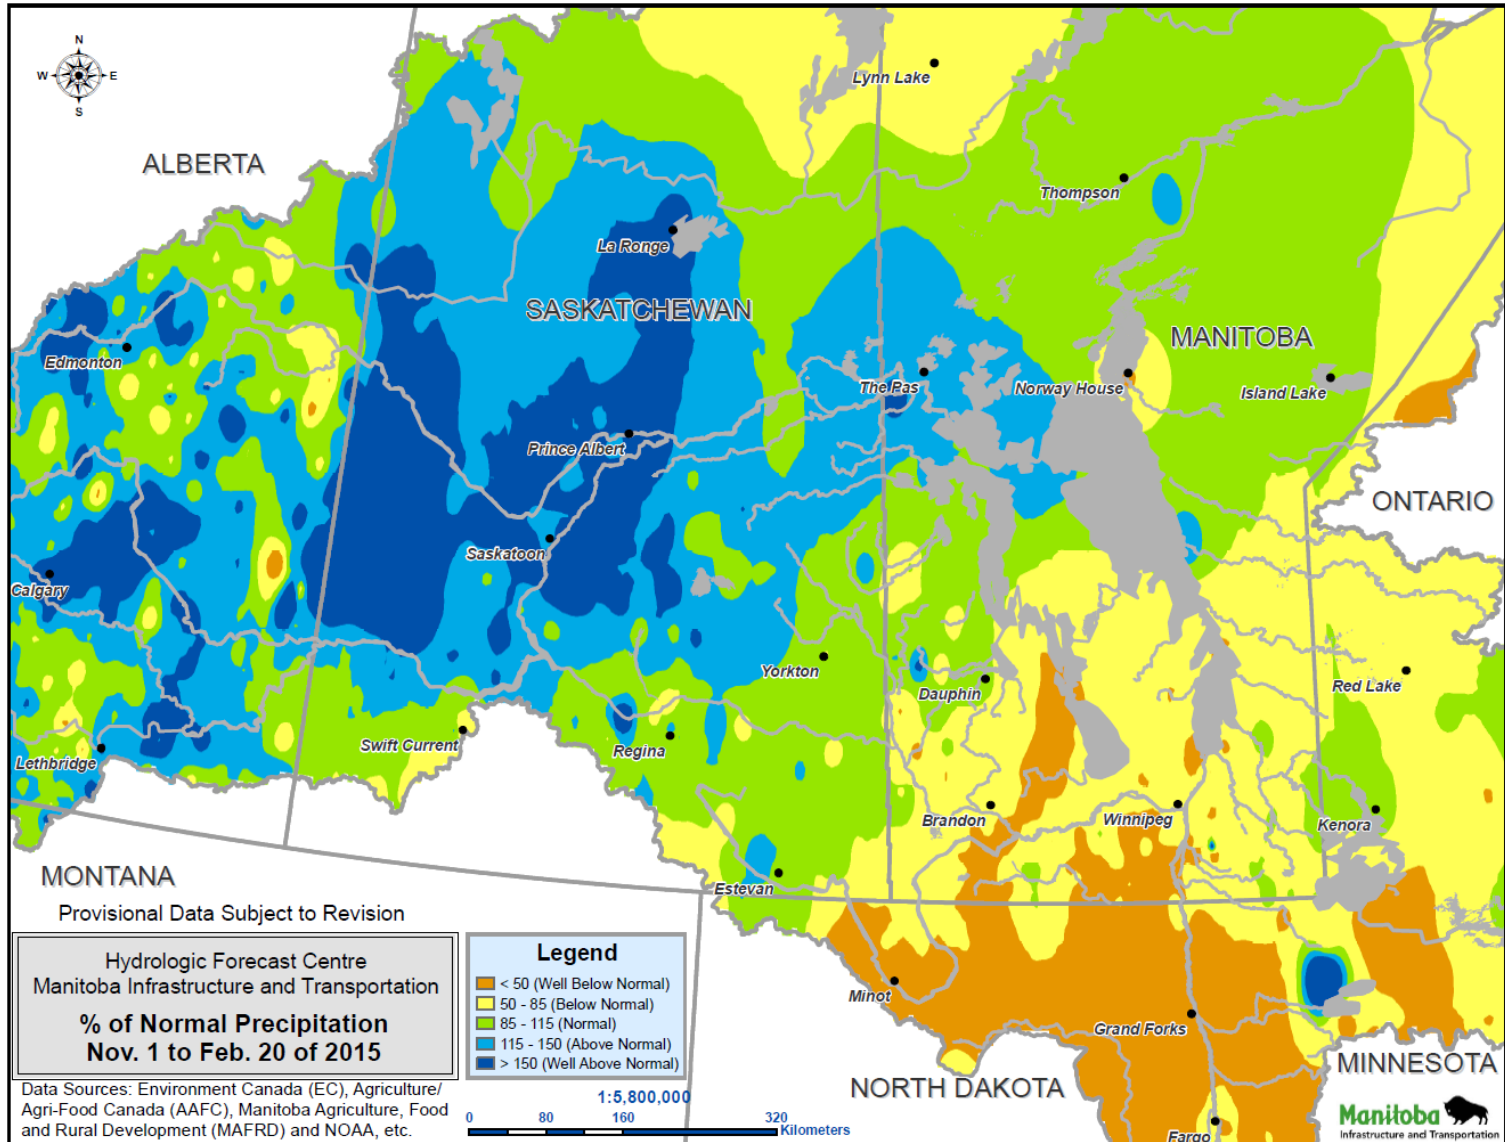 N
W E
S
Lynn Lake
ALBERTA
Thompson
La Ronge
SASKATCHEWAN
MANITOBA
Edmonton
The Pas
Norway House
Island Lake
Prince Albert
ONTARIO
Saskatoon
Calgary
Yorkton
Dauphin
Red Lake
Swift Current
Regina
Lethbridge
Brandon
Winnipeg
Kenora
MONTANA
Estevan
Provisional Data Subject to Revision
Hydrologic Forecast Centre
Manitoba Infrastructure and Transportation
% of Normal Precipitation
Nov. 1 to Feb. 20 of 2015
Legend
< 50 (Well Below Normal)
50 - 85 (Below Normal)
85 - 115 (Normal)
115 - 150 (Above Normal)
> 150 (Well Above Normal)
Minot
Grand Forks
MINNESOTA
NORTH DAKOTA
Data Sources: Environment Canada (EC), Agriculture/
Agri-Food Canada (AAFC), Manitoba Agriculture, Food
and Rural Development (MAFRD) and NOAA, etc.
1:5,800,000
0 80 160 320
Kilometers
Fargo
Manitoba
Infrastructure and Transportation